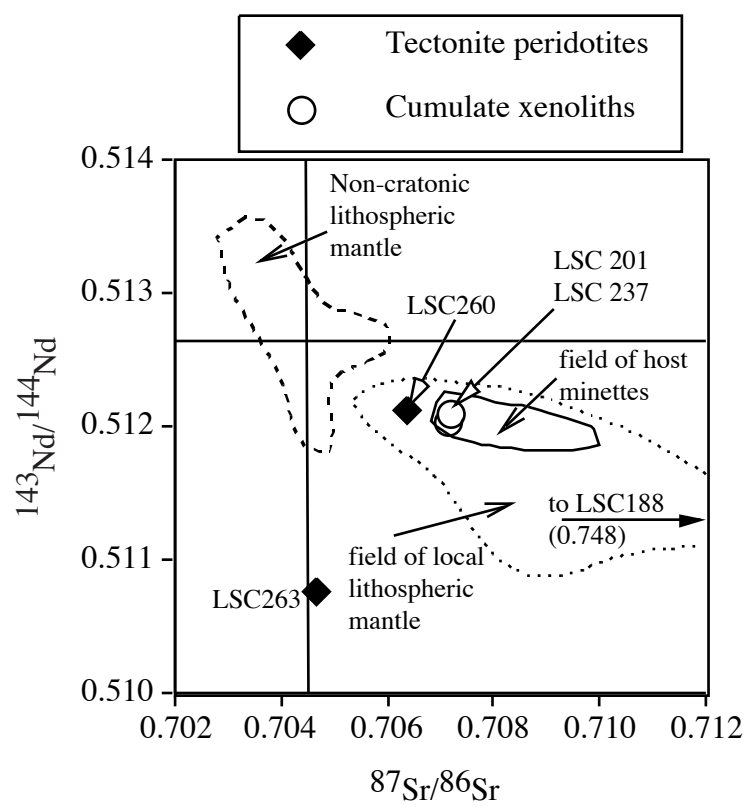 Tectonite peridotites
Cumulate xenoliths
0.514
0.513
0.512
0.511
0.510
143Nd/144Nd
Non-cratonic
lithospheric
mantle
LSC 201
LSC 237
LSC260
field of host
minettes
to LSC188
(0.748)
field of local
lithospheric
mantle
LSC263
0.702 0.704 0.706 0.708 0.710 0.712
87Sr/86Sr